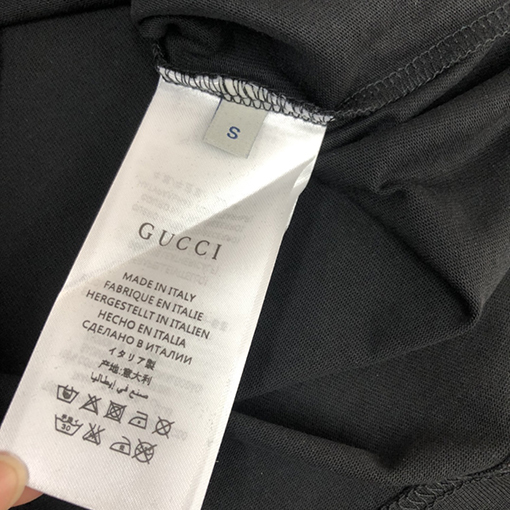 S
GUCCI
MADE IN ITALY
FABRIQUE EN ITALIE
HERGESTELLT IN ITALIEN
HECHO EN ITALIA
СДЕЛАНО В ИТАЛИИ
イタリア製
产地:意大利
صنع في إيطاليا
30